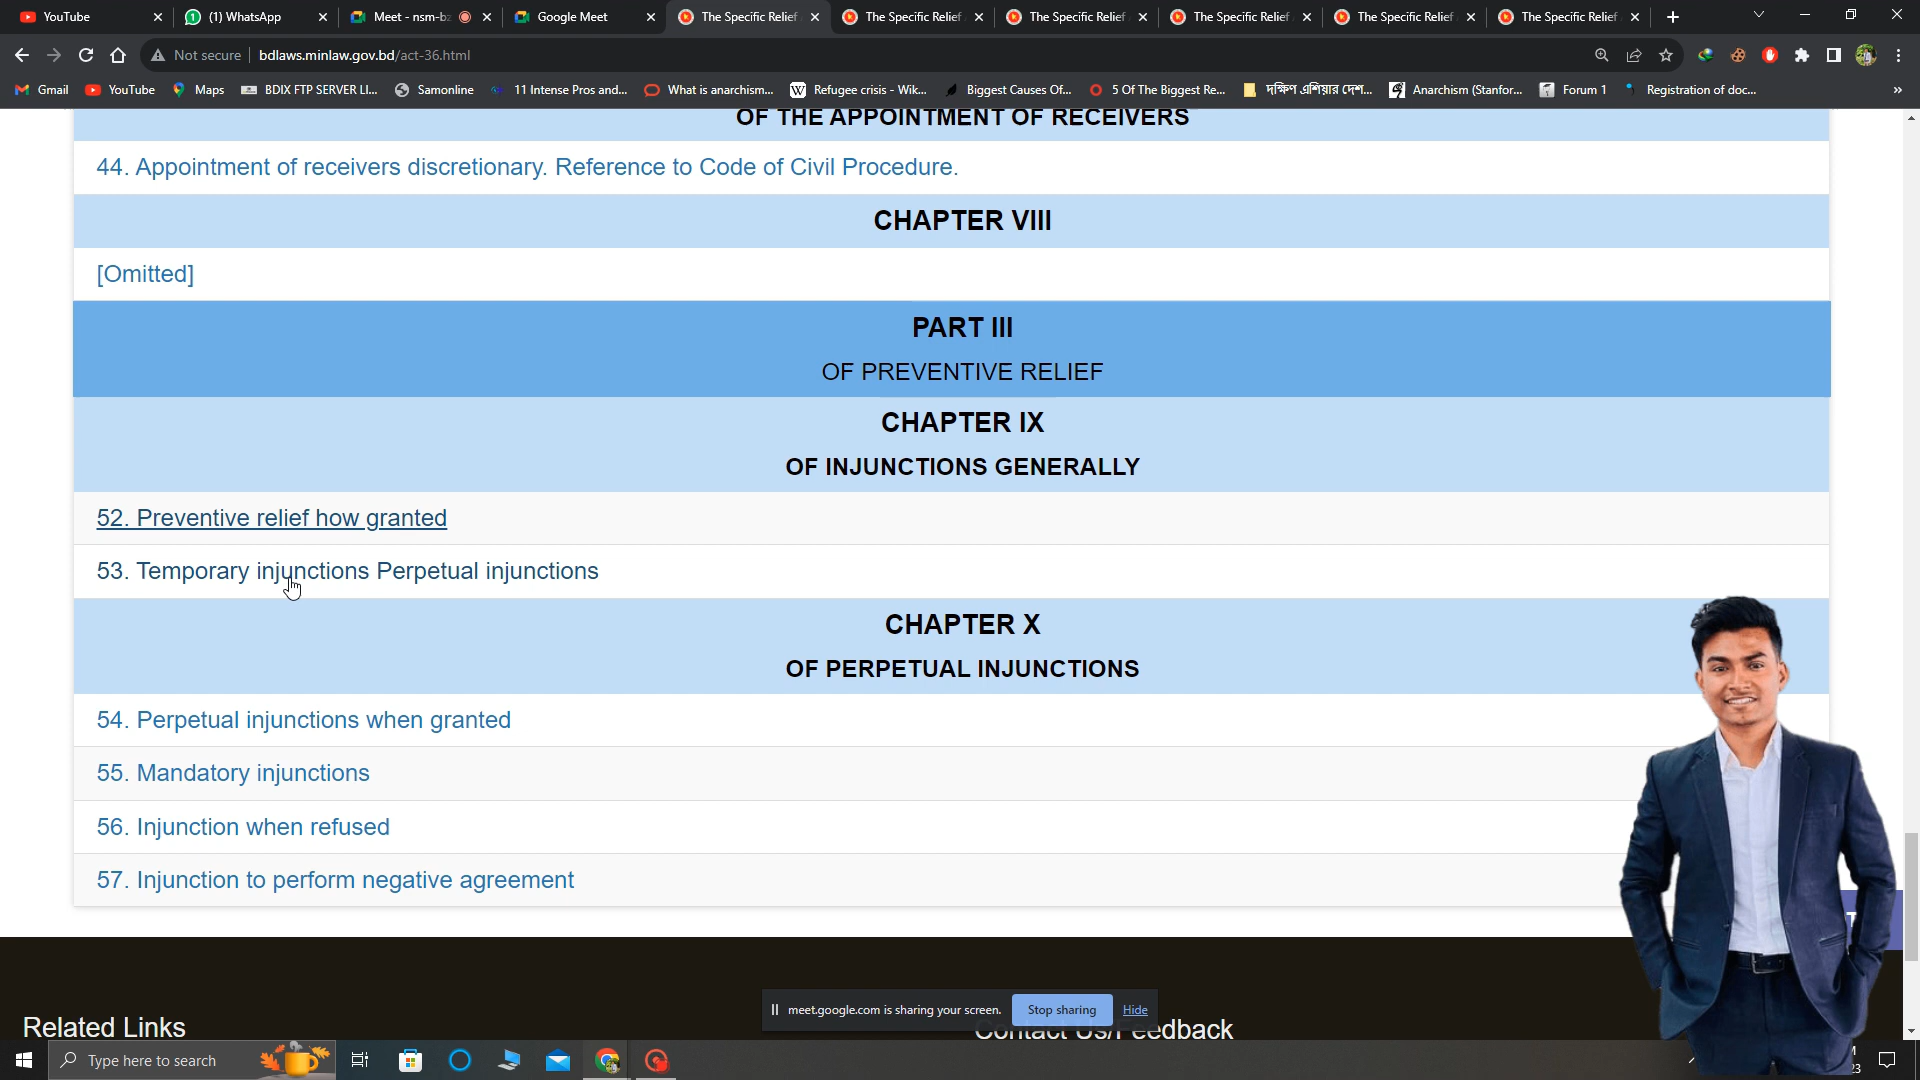 YouTube
(1) WhatsApp
Meet - nsm-bz
Google Meet
The Specific Relief
The Specific Relief
The Specific Relief
The Specific Relief
The Specific Relief
The Specific Relief
Not secure
bdlaws.minlaw.gov.bd/act-36.html
Gmail
YouTube
Maps
BDIX FTP SERVER LI...
Samonline
11 Intense Pros and...
What is anarchism...
Refugee crisis - Wik...
Biggest Causes Of...
5 Of The Biggest Re...
দক্ষিণ এশিয়ার দেশ...
Anarchism (Stanfor...
Forum 1
Registration of doc...
»
OF THE APPOINTMENT OF RECEIVERS
44. Appointment of receivers discretionary. Reference to Code of Civil Procedure.
CHAPTER VIII
[Omitted]
PART III
OF PREVENTIVE RELIEF
CHAPTER IX
OF INJUNCTIONS GENERALLY
52. Preventive relief how granted
53. Temporary injunctions Perpetual injunctions
CHAPTER X
OF PERPETUAL INJUNCTIONS
54. Perpetual injunctions when granted
55. Mandatory injunctions
56. Injunction when refused
57. Injunction to perform negative agreement
meet.google.com is sharing your screen.
Stop sharing
Hide
Related Links
Contact Us/Feedback
Type here to search